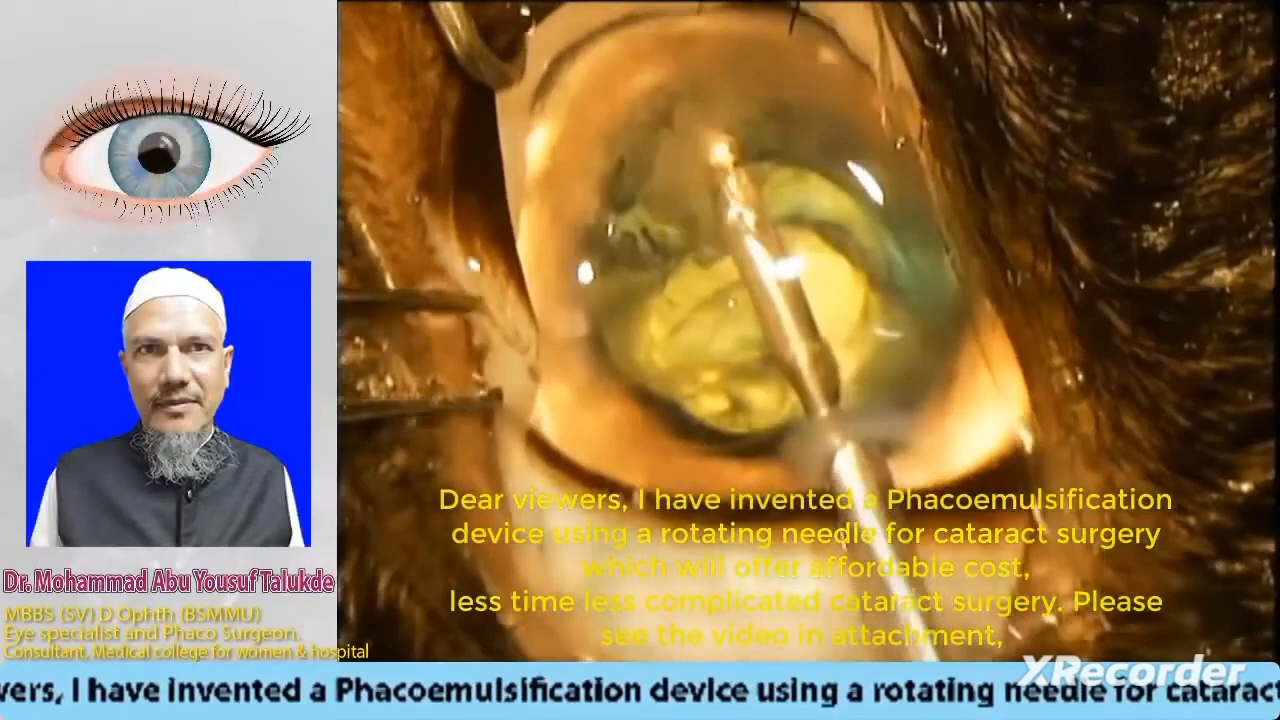 Dear viewers, I have invented a Phacoemulsification
device using a rotating needle for cataract surgery
which will offer affordable cost,
less time less complicated cataract surgery. Please
see the video in attachment,
Dr. Mohammad Abu Yousuf Talukde
MBBS (SV) D Ophth (BSMMU)
Eye specialist and Phaco Surgeon.
Consultant, Medical college for women & hospital
XRecorder
vers, I have invented a Phacoemulsification device using a rotating needle for cataract